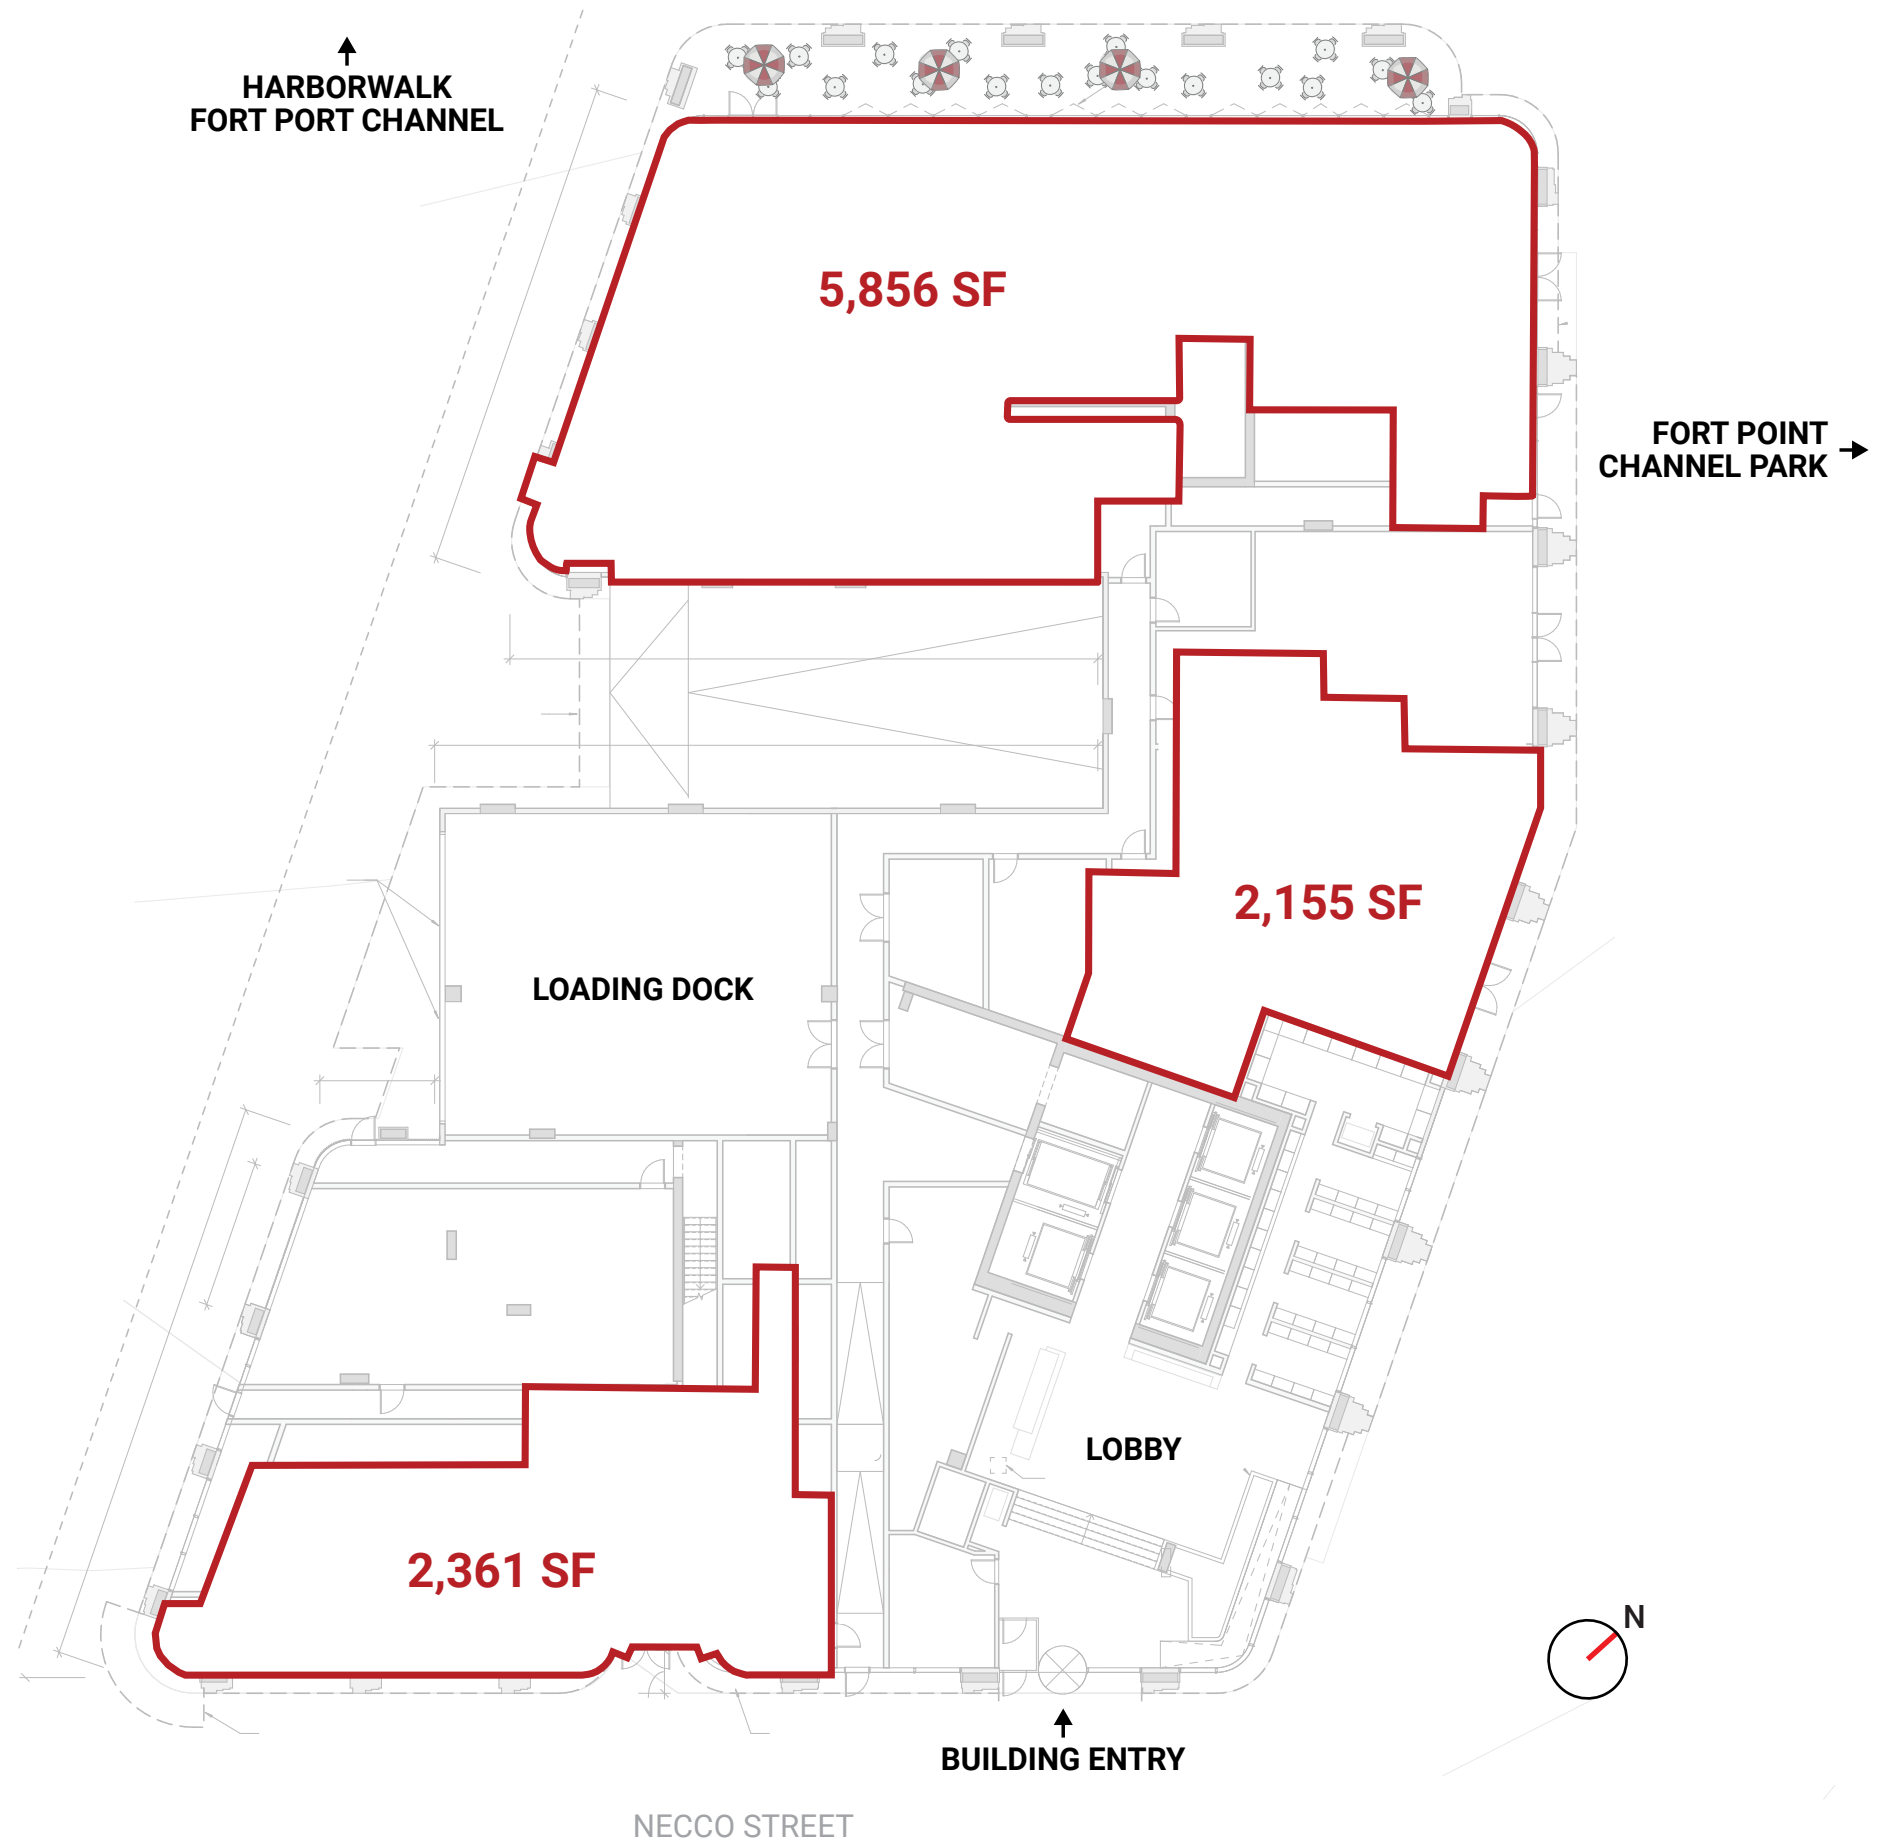 HARBORWALK
FORT PORT CHANNEL
5,856 SF
FORT POINT
CHANNEL PARK
2,155 SF
LOADING DOCK
LOBBY
2,361 SF
N
BUILDING ENTRY
NECCO STREET